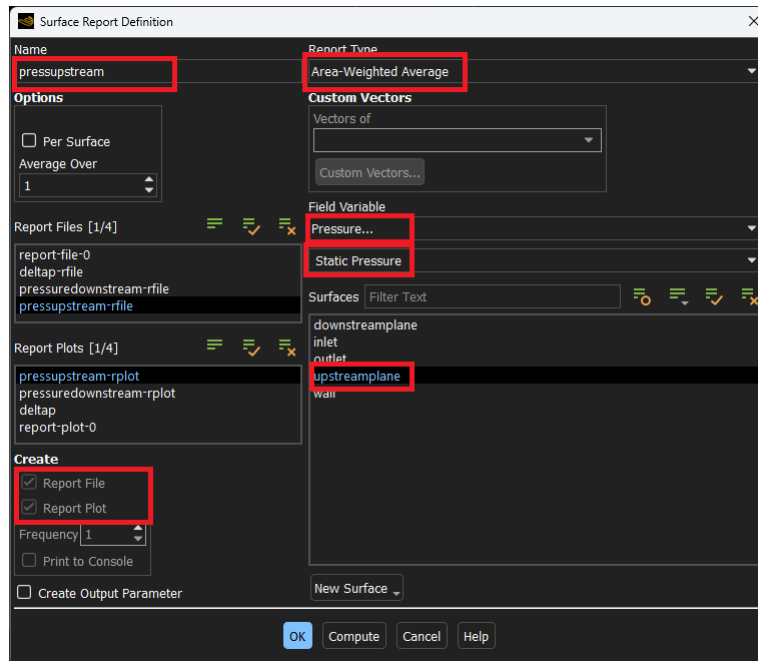 Surface Report Definition
Name
pressupstream
Options
Per Surface
Average Over
1
Report Files [1/4]
report-file-0
deltap-rfile
pressuredownstream-rfile
pressupstream-rfile
Report Plots [1/4]
pressupstream-rplot
pressuredownstream-rplot
deltap
report-plot-0
Create
Report File
Report Plot
Frequency 1
Print to Console
Create Output Parameter
Report Type
Area-Weighted Average
Custom Vectors
Vectors of
Custom Vectors...
Field Variable
Pressure...
Static Pressure
Surfaces Filter Text
downstreamplane
inlet
outlet
upstreamplane
wall
New Surface
OK Compute Cancel Help